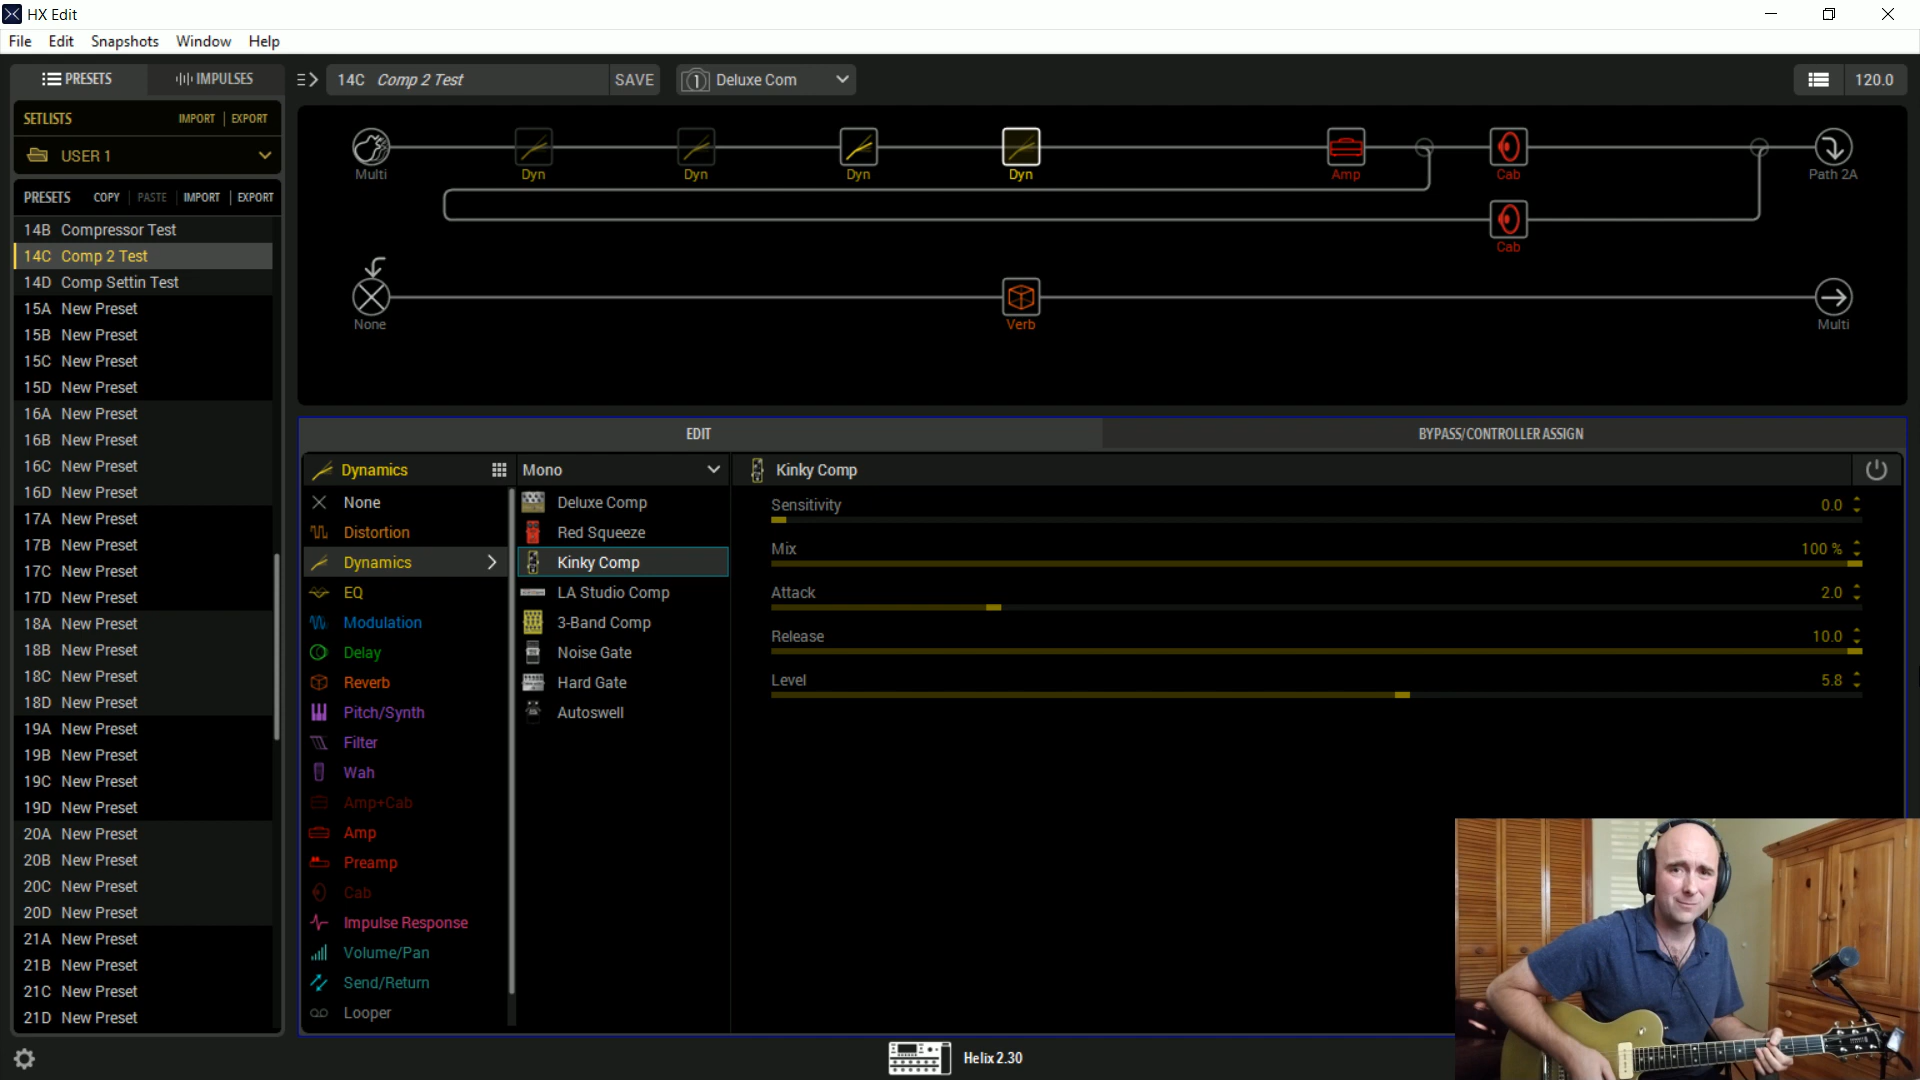 HX Edit
File Edit Snapshots Window Help
PRESETS IMPULSES
14C Comp 2 Test SAVE 1 Deluxe Com 120.0
SETLISTS IMPORT EXPORT
USER 1
PRESETS COPY PASTE IMPORT EXPORT
14B Compressor Test
14C Comp 2 Test
14D Comp Settin Test
15A New Preset
15B New Preset
15C New Preset
15D New Preset
16A New Preset
16B New Preset
16C New Preset
16D New Preset
17A New Preset
17B New Preset
17C New Preset
17D New Preset
18A New Preset
18B New Preset
18C New Preset
18D New Preset
19A New Preset
19B New Preset
19C New Preset
19D New Preset
20A New Preset
20B New Preset
20C New Preset
20D New Preset
21A New Preset
21B New Preset
21C New Preset
21D New Preset
Multi Dyn Dyn Dyn Dyn Amp Cab Path 2A
Cab
None Verb Multi
EDIT BYPASS/CONTROLLER ASSIGN
Dynamics
None
Distortion
Dynamics
EQ
Modulation
Delay
Reverb
Pitch/Synth
Filter
Wah
Amp+Cab
Amp
Preamp
Cab
Impulse Response
Volume/Pan
Send/Return
Looper
Mono
Deluxe Comp
Red Squeeze
Kinky Comp
LA Studio Comp
3-Band Comp
Noise Gate
Hard Gate
Autoswell
Kinky Comp
Sensitivity 0.0
Mix 100 %
Attack 2.0
Release 10.0
Level 5.8
Helix 2.30